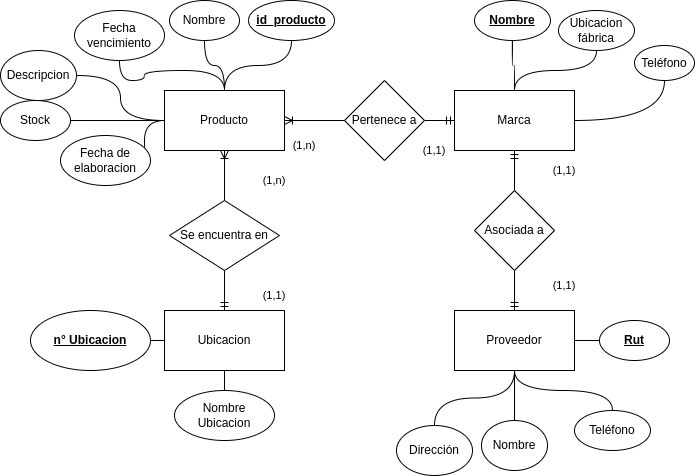 Fecha
vencimiento
Nombre
id_producto
Nombre
Ubicacion
fábrica
Teléfono
Descripcion
Stock
Fecha de
elaboracion
Producto
Pertenece a
Marca
(1,n)
(1,1)
(1,n)
(1,1)
Se encuentra en
Asociada a
(1,1)
(1,1)
n° Ubicacion
Ubicacion
Proveedor
Rut
Nombre
Ubicacion
Dirección
Nombre
Teléfono